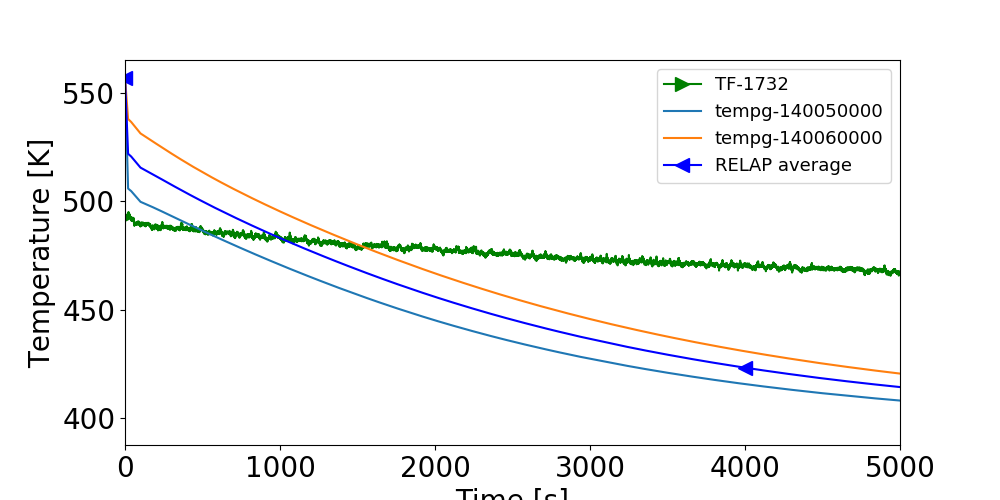 TF-1732
tempg-140050000
tempg-140060000
RELAP average
550
500
450
400
Temperature [K]
0 1000 2000 3000 4000 5000
Time [s]